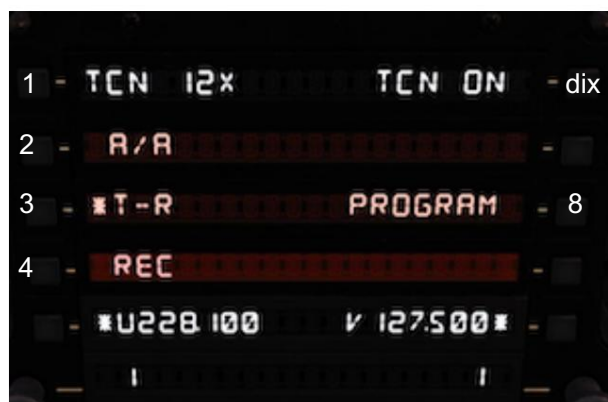 1 TCN 12X TCN ON dix
2 A/A
3 *T-R PROGRAM 8
4 REC
*U228.100 V 127.500*
1 1